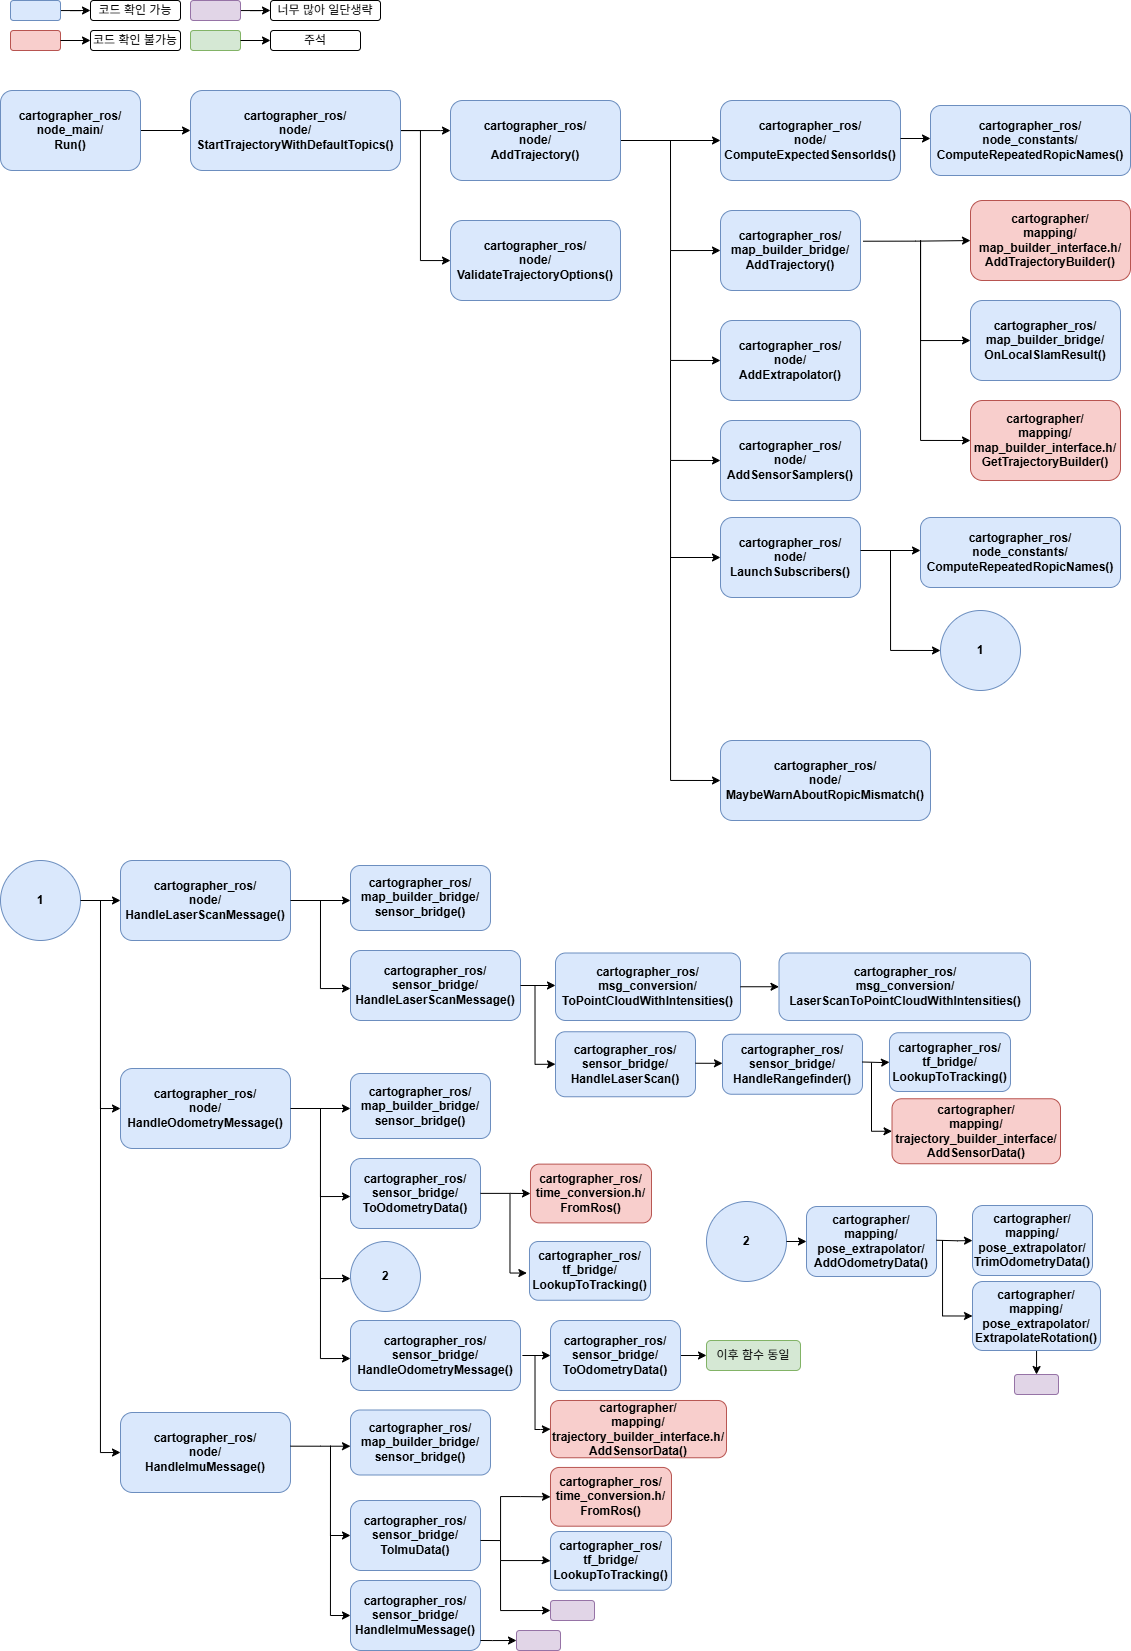 코드 확인 가능
너무 많아 일단생략
코드 확인 불가능
주석
cartographer_ros/
node_main/
Run()
cartographer_ros/
node/
StartTrajectoryWithDefaultTopics()
cartographer_ros/
node/
AddTrajectory()
cartographer_ros/
node/
ComputeExpectedSensorIds()
cartographer_ros/
node_constants/
ComputeRepeatedRopicNames()
cartographer_ros/
node/
ValidateTrajectoryOptions()
cartographer_ros/
map_builder_bridge/
AddTrajectory()
cartographer/
mapping/
map_builder_interface.h/
AddTrajectoryBuilder()
cartographer_ros/
map_builder_bridge/
OnLocalSlamResult()
cartographer_ros/
node/
AddExtrapolator()
cartographer/
mapping/
map_builder_interface.h/
GetTrajectoryBuilder()
cartographer_ros/
node/
AddSensorSamplers()
cartographer_ros/
node/
LaunchSubscribers()
cartographer_ros/
node_constants/
ComputeRepeatedRopicNames()
1
cartographer_ros/
node/
MaybeWarnAboutRopicMismatch()
1
cartographer_ros/
node/
HandleLaserScanMessage()
cartographer_ros/
map_builder_bridge/
sensor_bridge()
cartographer_ros/
sensor_bridge/
HandleLaserScanMessage()
cartographer_ros/
msg_conversion/
ToPointCloudWithIntensities()
cartographer_ros/
msg_conversion/
LaserScanToPointCloudWithIntensities()
cartographer_ros/
sensor_bridge/
HandleLaserScan()
cartographer_ros/
sensor_bridge/
HandleRangefinder()
cartographer_ros/
tf_bridge/
LookupToTracking()
cartographer/
mapping/
trajectory_builder_interface/
AddSensorData()
cartographer_ros/
node/
HandleOdometryMessage()
cartographer_ros/
map_builder_bridge/
sensor_bridge()
cartographer_ros/
sensor_bridge/
ToOdometryData()
cartographer_ros/
time_conversion.h/
FromRos()
cartographer_ros/
tf_bridge/
LookupToTracking()
2
2
cartographer/
mapping/
pose_extrapolator/
AddOdometryData()
cartographer/
mapping/
pose_extrapolator/
TrimOdometryData()
cartographer/
mapping/
pose_extrapolator/
ExtrapolateRotation()
cartographer_ros/
sensor_bridge/
HandleOdometryMessage()
cartographer_ros/
sensor_bridge/
ToOdometryData()
이후 함수 동일
cartographer/
mapping/
trajectory_builder_interface.h/
AddSensorData()
cartographer_ros/
node/
HandleImuMessage()
cartographer_ros/
map_builder_bridge/
sensor_bridge()
cartographer_ros/
sensor_bridge/
ToImuData()
cartographer_ros/
time_conversion.h/
FromRos()
cartographer_ros/
tf_bridge/
LookupToTracking()
cartographer_ros/
sensor_bridge/
HandleImuMessage()